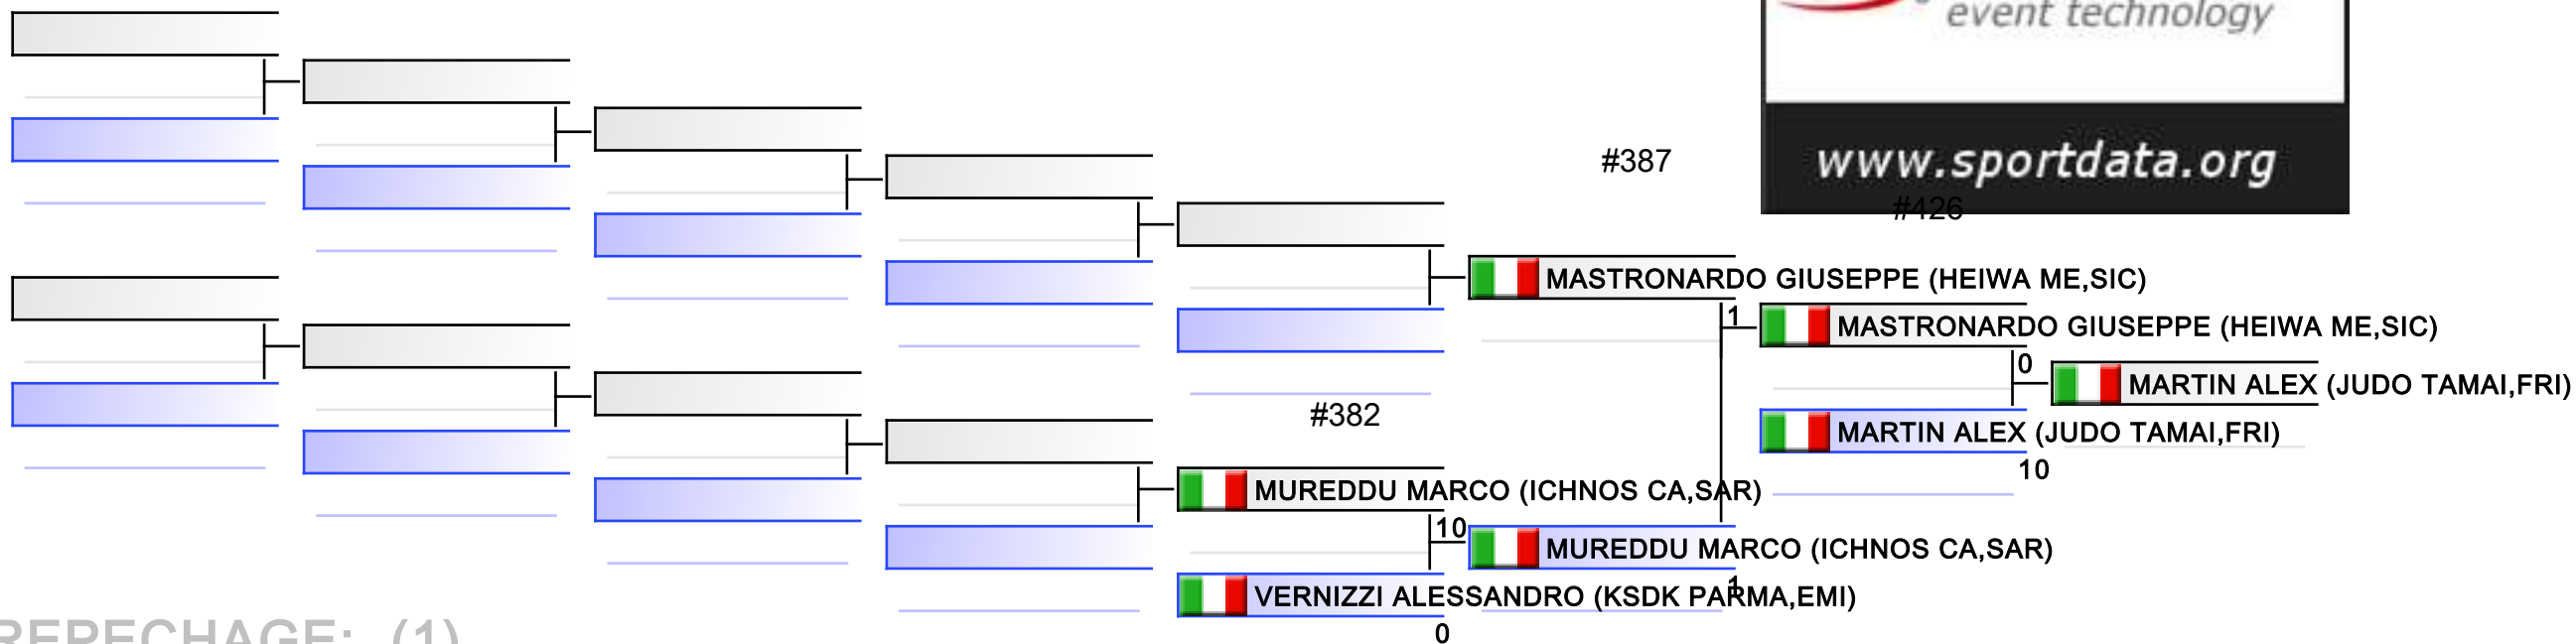 event technology
www.sportdata.org
#387
#426
MASTRONARDO GIUSEPPE (HEIWA ME,SIC)
1
MASTRONARDO GIUSEPPE (HEIWA ME,SIC)
0
MARTIN ALEX (JUDO TAMAI,FRI)
MARTIN ALEX (JUDO TAMAI,FRI)
10
#382
MUREDDU MARCO (ICHNOS CA,SAR)
10
MUREDDU MARCO (ICHNOS CA,SAR)
1
VERNIZZI ALESSANDRO (KSDK PARMA,EMI)
0
REPECHAGE: (1)